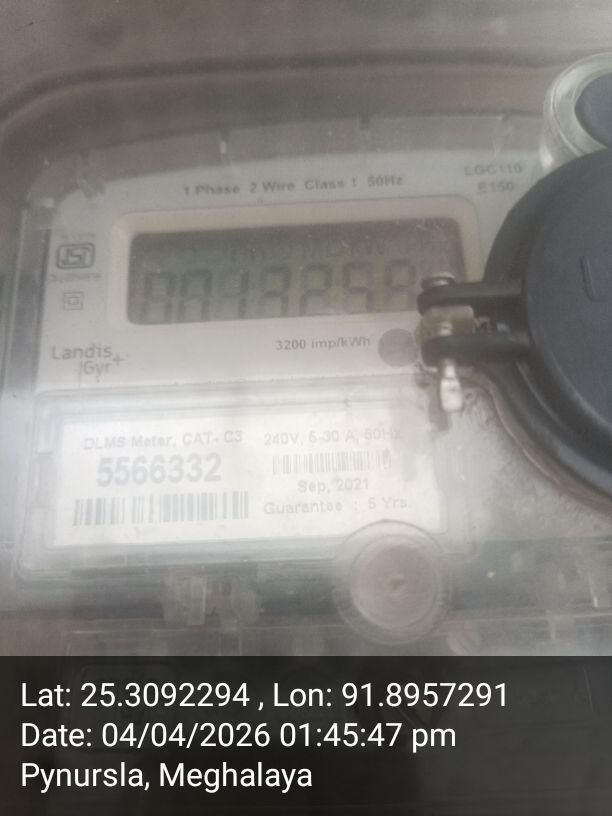 1 Phase 2 Wire Class 1 50Hz
LGC110
E150
3200 imp/kWh
Landis
Gyr+
DLMS Meter, CAT- C3
5566332
240V, 5-30 A, 50Hz
Sep, 2021
Guarantee : 5 Yrs.
Lat: 25.3092294 , Lon: 91.8957291
Date: 04/04/2026 01:45:47 pm
Pynursla, Meghalaya